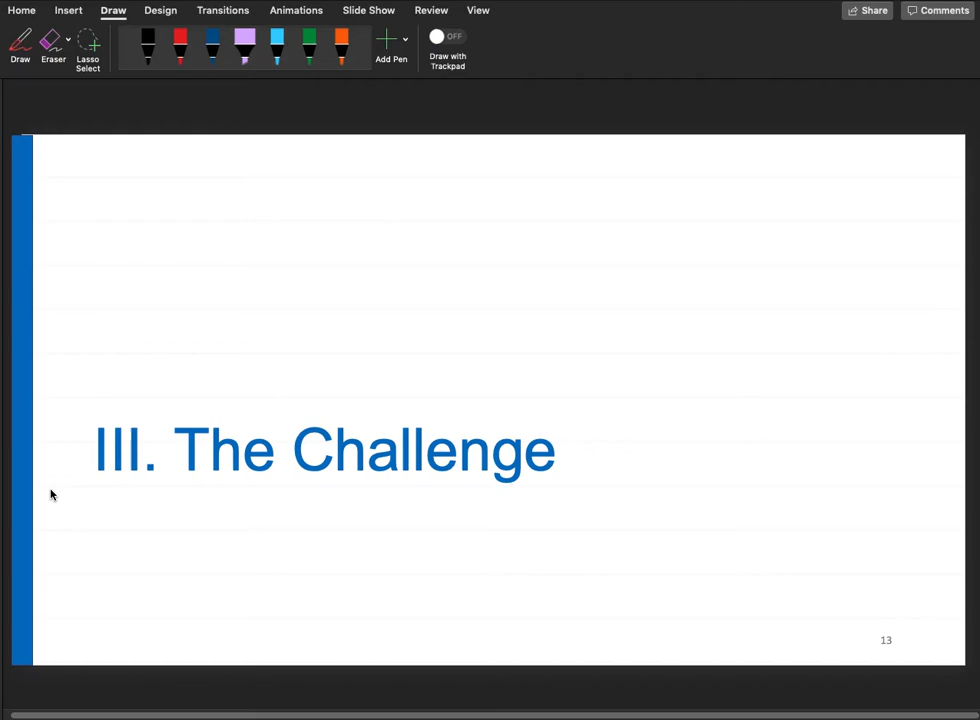 Home Insert Draw Design Transitions Animations Slide Show Review View Share Comments
Draw Eraser Lasso Select Add Pen OFF Draw with Trackpad
III. The Challenge
13